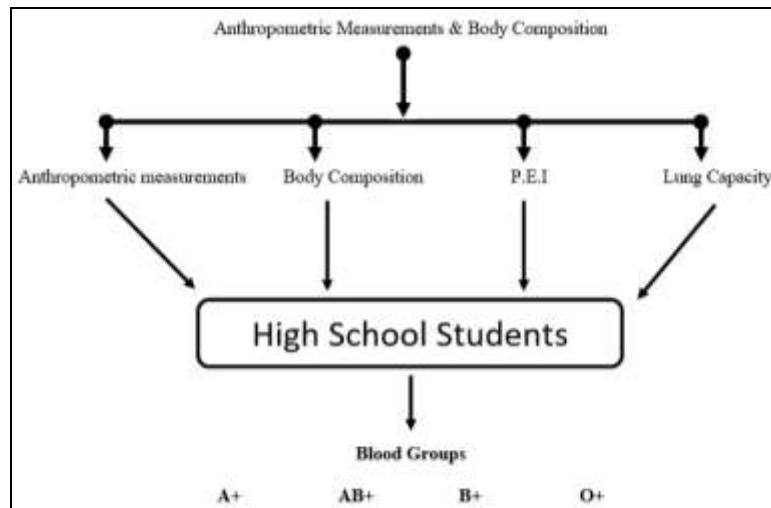 Anthropometric Measurements & Body Composition
Anthropometric measurements Body Composition P.E.I Lung Capacity
High School Students
Blood Groups
A+ AB+ B+ O+